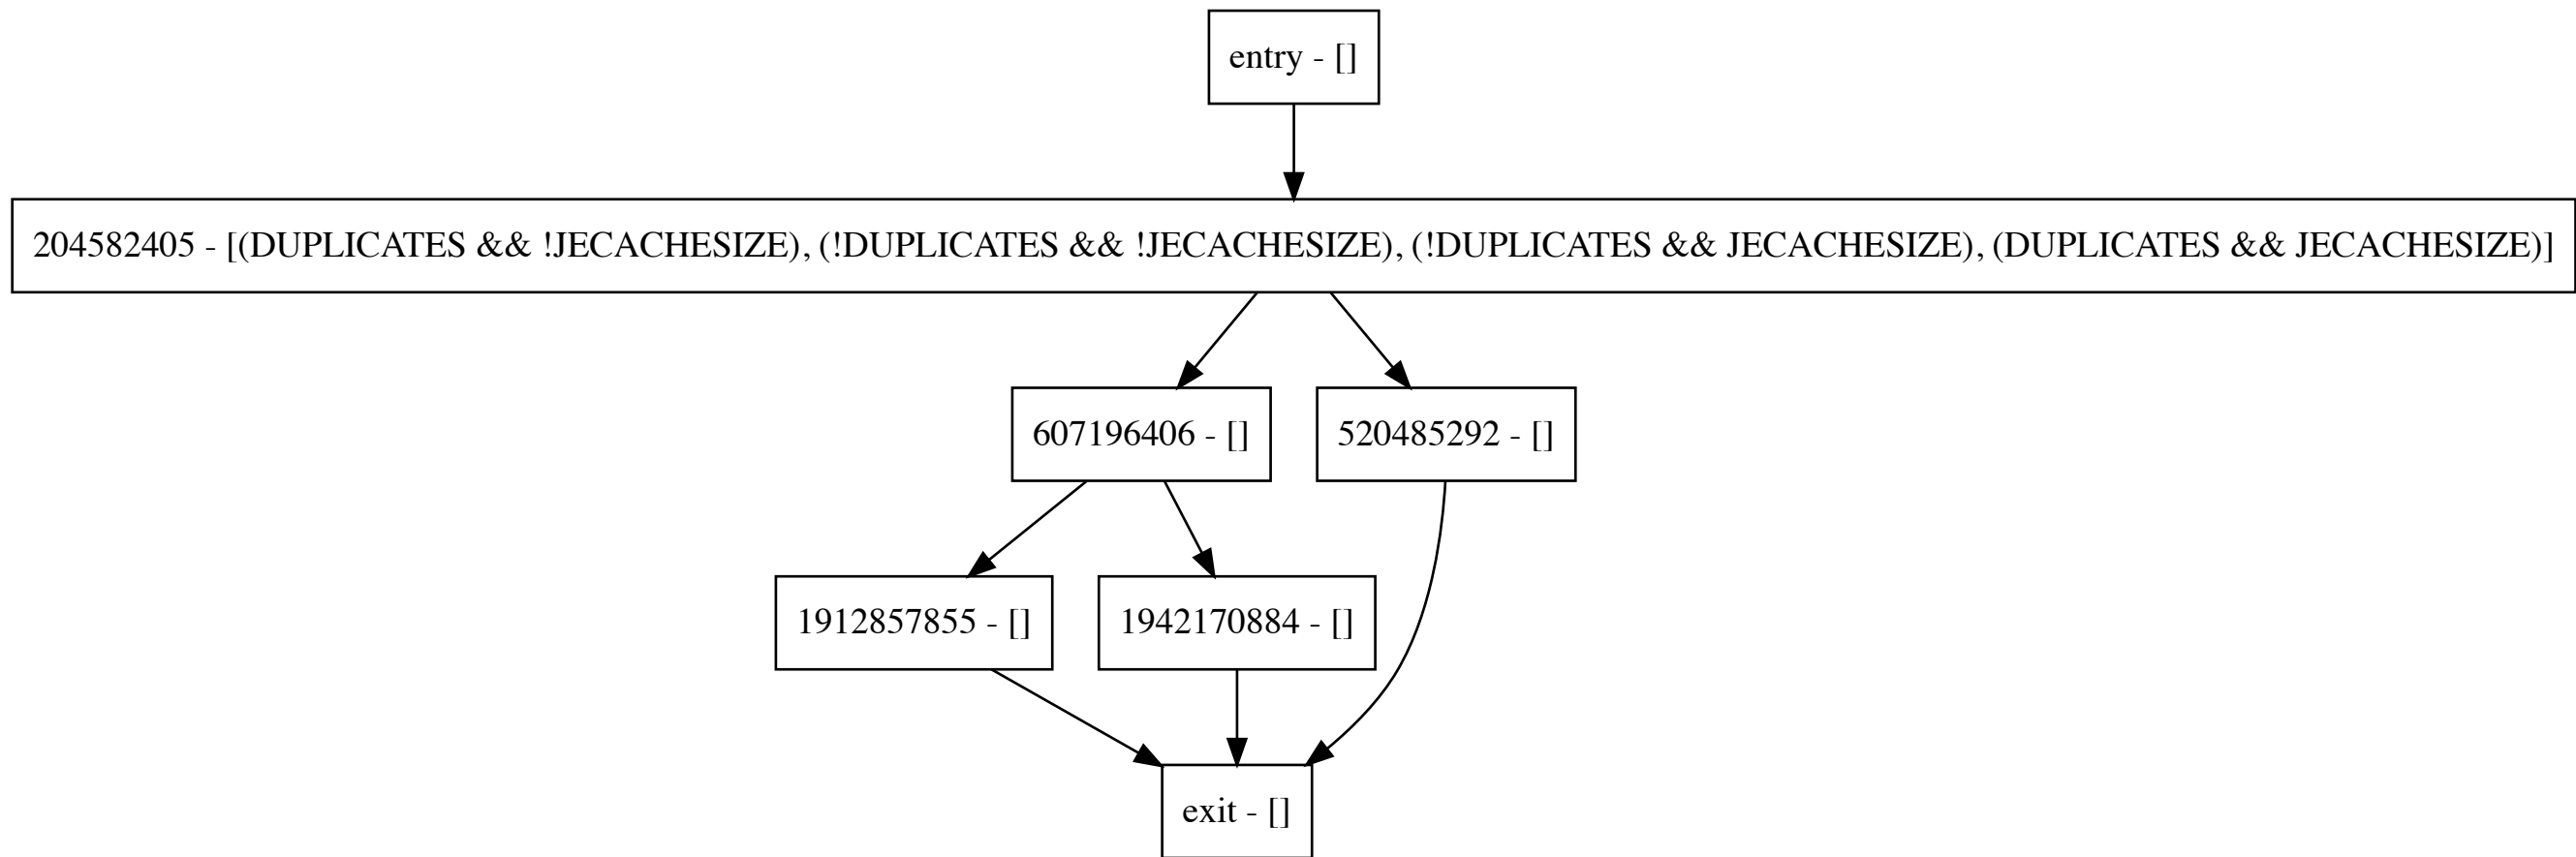 entry - []
204582405 - [(DUPLICATES && !JECACHESIZE), (!DUPLICATES && !JECACHESIZE), (!DUPLICATES && JECACHESIZE), (DUPLICATES && JECACHESIZE)]
607196406 - []
520485292 - []
1912857855 - []
1942170884 - []
exit - []